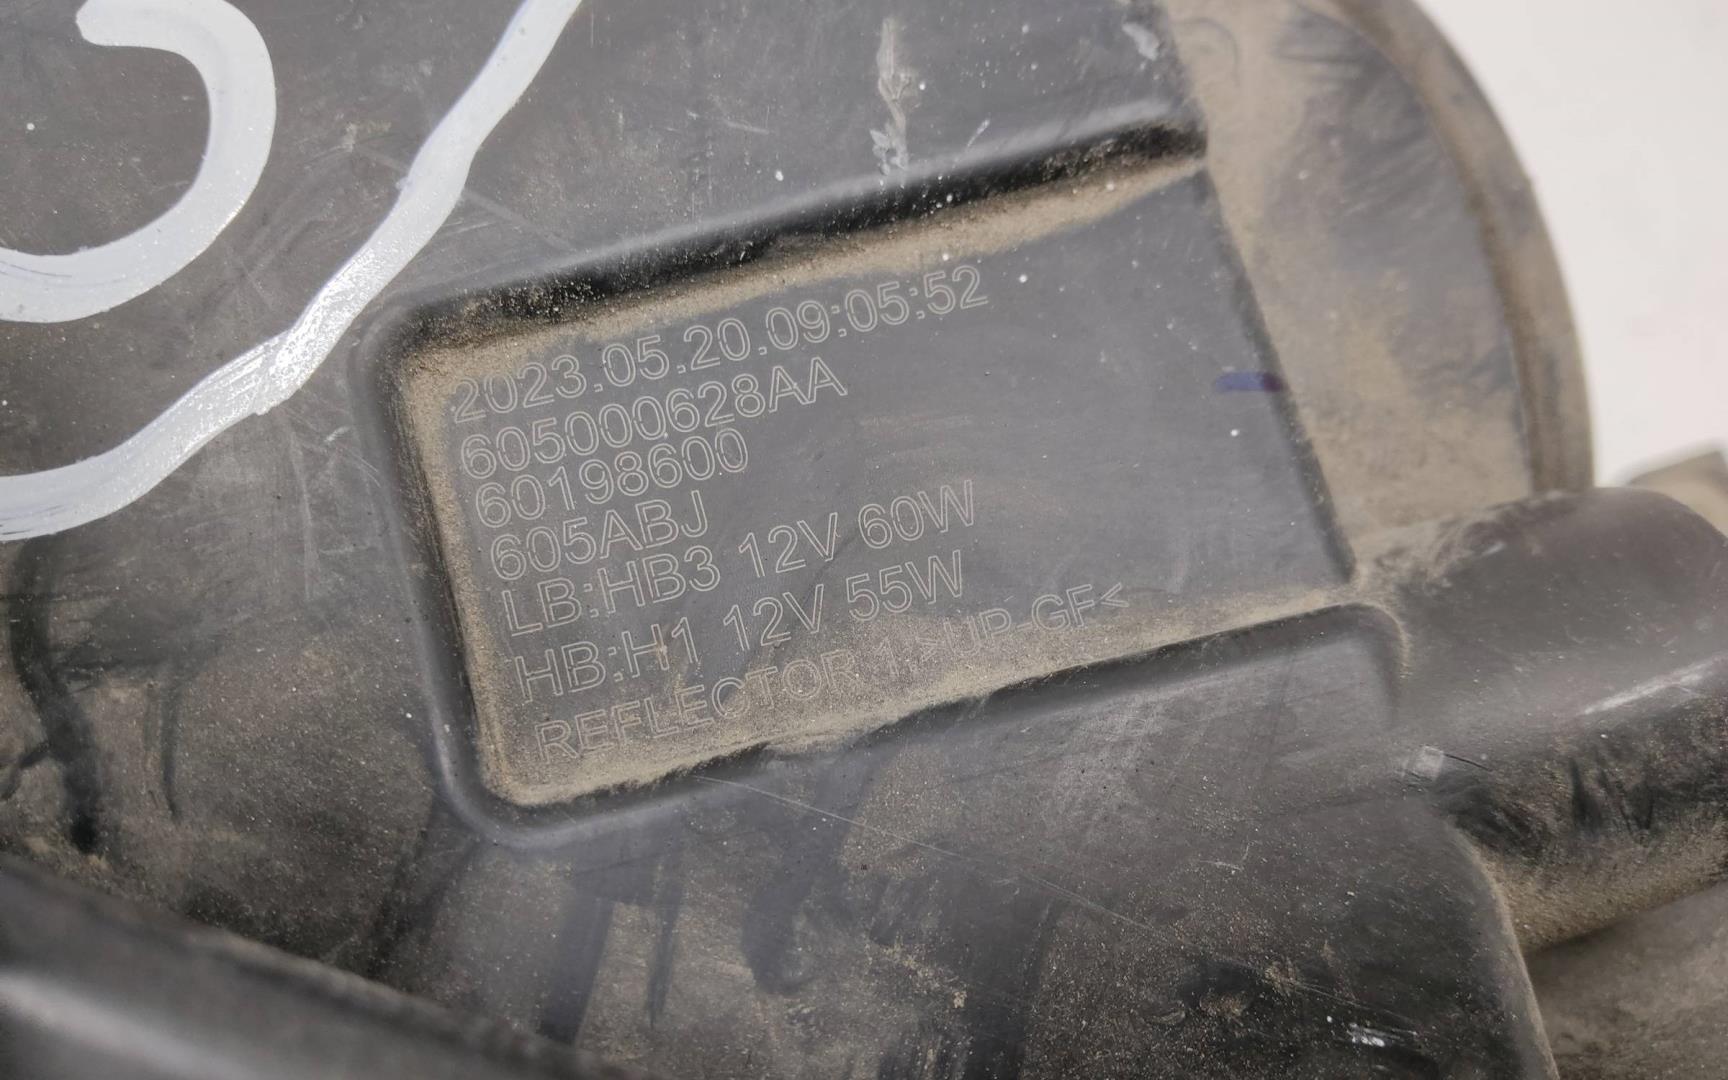 2023.05.20.09:05:52
605000628AA
60198600
605ABJ
LB:HB3 12V 60W
HB:H1 12V 55W
REFLECTOR 1 >UP-GF<